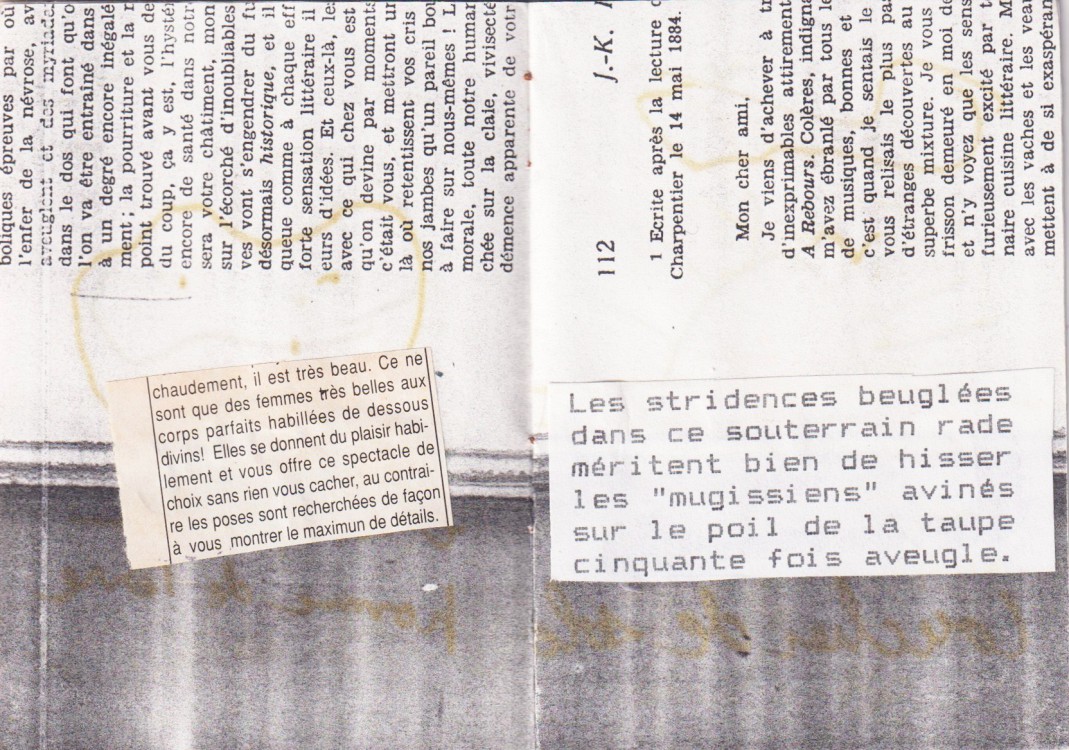 boliques épreuves par où
l'enfer de la névrose, av
aveuglent et des myriades
dans le dos qui font qu'o
l'on va être entraîné dans
à un degré encore inégalé
ment ; la pourriture et la
point trouvé avant vous de
du coup, ça y est, l'hysté
encore de santé dans notre
sera votre châtiment, mon
sur l'écorché d'inoubliables
ves vont s'engendrer du fu
désormais historique, et il
queue comme à chaque eff
forte sensation littéraire il
eurs d'idées. Et ceux-là, les
avec ce qui chez vous est
qu'on devine par moments
c'était vous, et mettront un
là où retentissent vos cris
nos jambes qu'un pareil bou
à faire sur nous-mêmes ! L
morale, toute notre humar
chée sur la claie, vivisecté
démence apparente de votr
chaudement, il est très beau. Ce ne
sont que des femmes très belles aux
corps parfaits habillées de dessous
divins! Elles se donnent du plaisir habi-
lement et vous offre ce spectacle de
choix sans rien vous cacher, au contrai-
re les poses sont recherchées de façon
à vous montrer le maximun de détails.
112
J.-K.
1 Ecrite après la lecture
Charpentier le 14 mai 1884.
Mon cher ami,
Je viens d'achever à
d'inexprimables attirement
A Rebours. Colères, indigna
m'avez ébranlé par tous le
de musiques, bonnes et
c'est quand je sentais le
vous relisais le plus pas
d'étranges découvertes au
superbe mixture. Je vous
frisson demeuré en moi de
et n'y voyez que les sens
furieusement excité par
naire cuisine littéraire. M
avec les vaches et les veau
mettent à de si exaspéran
Les stridences beuglées
dans ce souterrain rade
méritent bien de hisser
les "mugissiens" avinés
sur le poil de la taupe
cinquante fois aveugle.